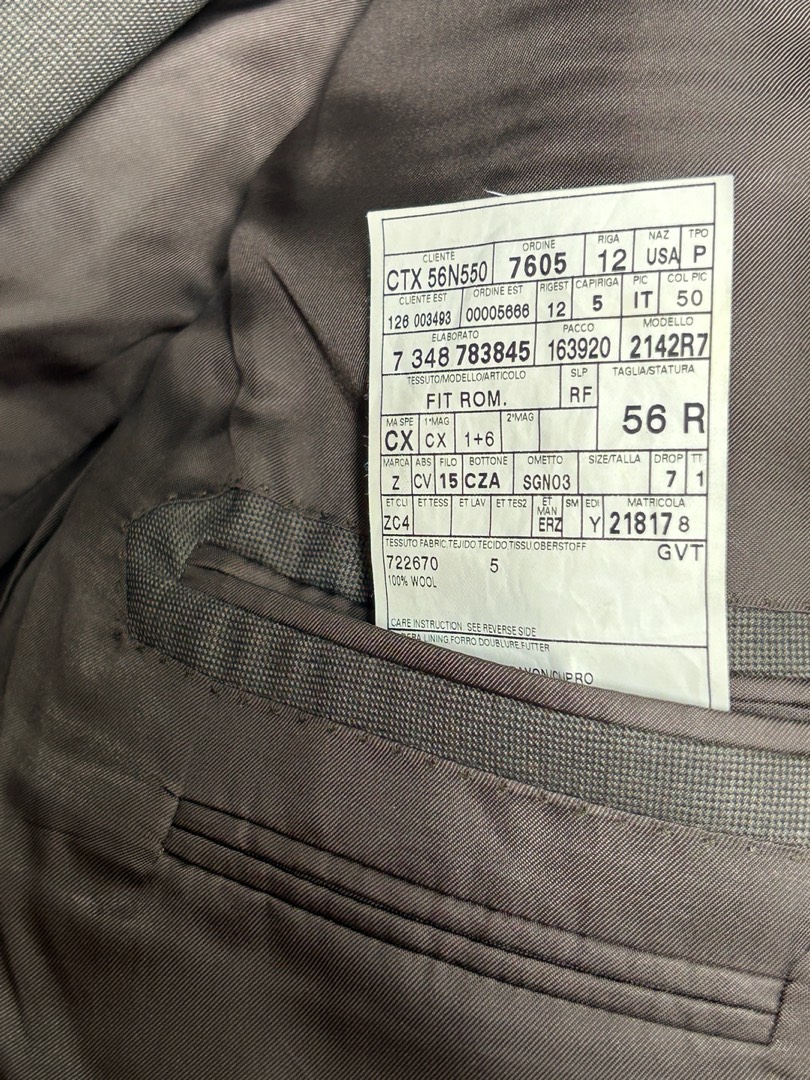 CLIENTE ORDINE RIGA NAZ TPO
CTX 56N550 7605 12 USA P
CLIENTE EST ORDINE EST RIGEST CAPIRIGA PIC COL PIC
126 003493 00005666 12 5 IT 50
ELABORATO PACCO MODELLO
7 348 783845 163920 2142R7
TESSUTO/MODELLO/ARTICOLO SLP TAGLIA/STATURA
FIT ROM. RF 56 R
MA SPE 1°MAG 2°MAG
CX CX 1+6
MARCA ABS FILO BOTTONE OMETTO SIZE/TALLA DROP TT
Z CV 15 CZA SGN03 7 1
ET CLI ET TESS ET LAV ET TES2 ET MAN SM EDI MATRICOLA
ZC4 ERZ Y 21817 8
TESSUTO FABRIC,TEJIDO TECIDO TISSU,OBERSTOFF
722670 5 GVT
100% WOOL
CARE INSTRUCTION SEE REVERSE SIDE
LINING,FORRO DOUBLURE,FUTTER